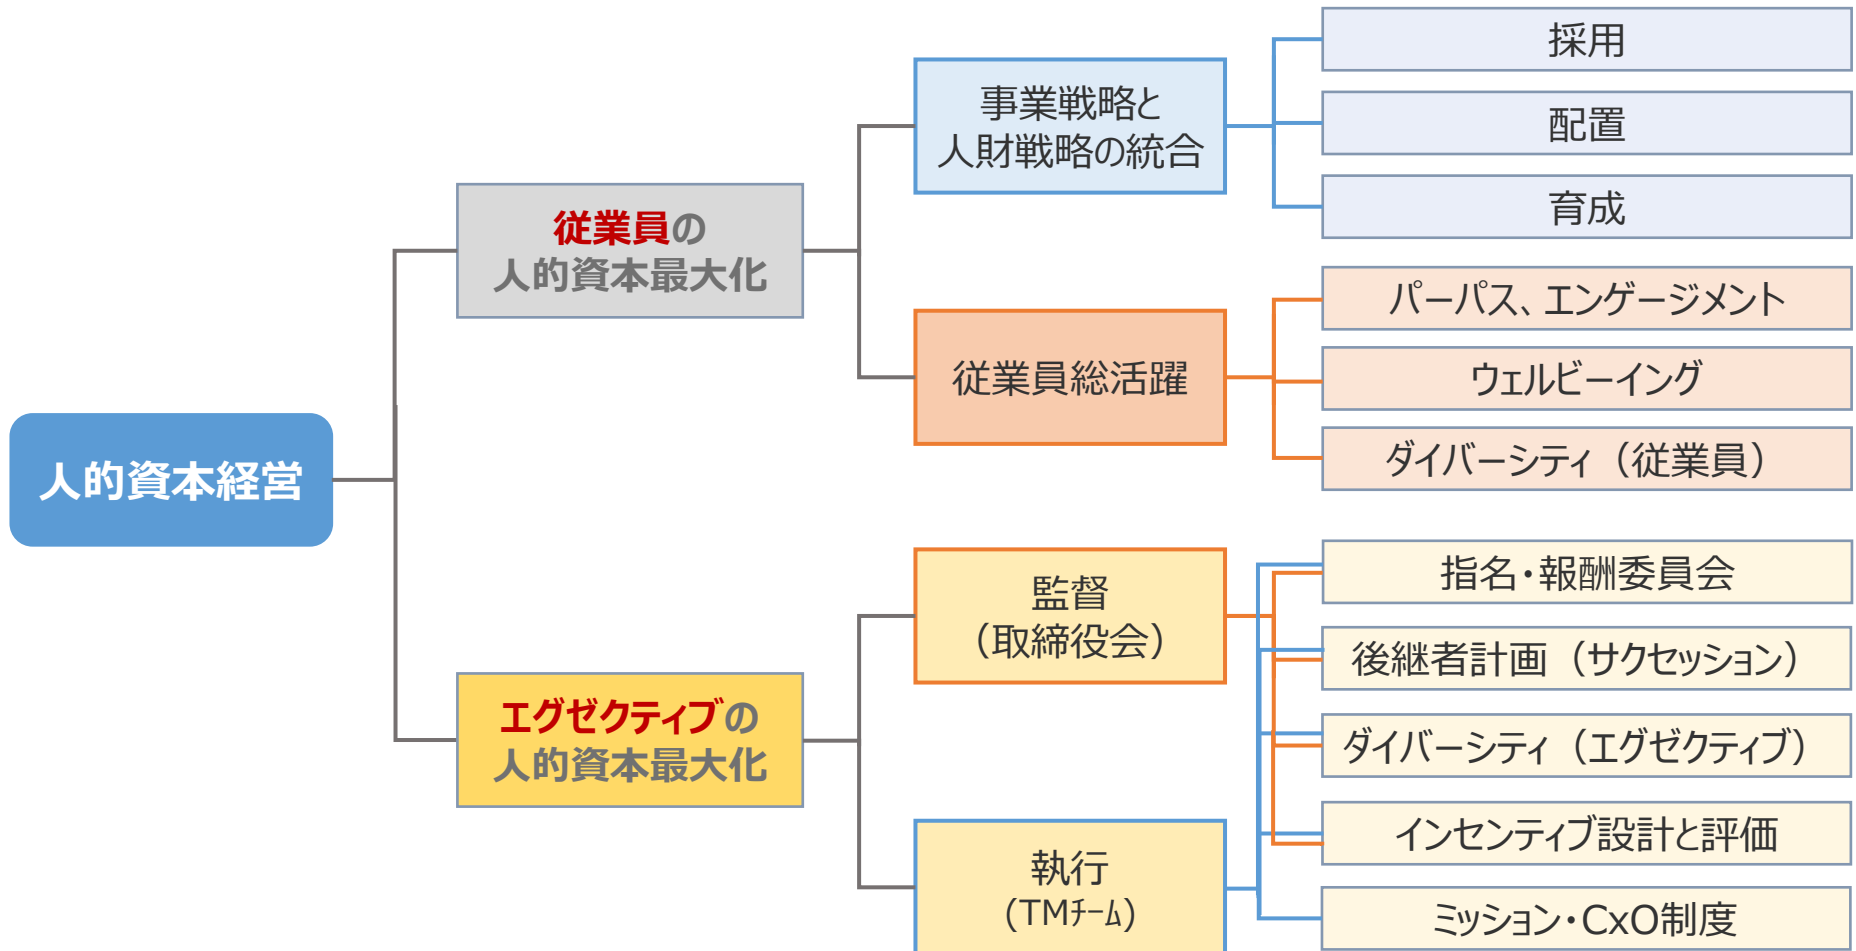 人的資本経営
従業員の
人的資本最大化
エグゼクティブの
人的資本最大化
事業戦略と
人財戦略の統合
従業員総活躍
監督
（取締役会）
執行
（TMチーム）
採用
配置
育成
パーパス、エンゲージメント
ウェルビーイング
ダイバーシティ（従業員）
指名・報酬委員会
後継者計画（サクセッション）
ダイバーシティ（エグゼクティブ）
インセンティブ設計と評価
ミッション・CxO制度